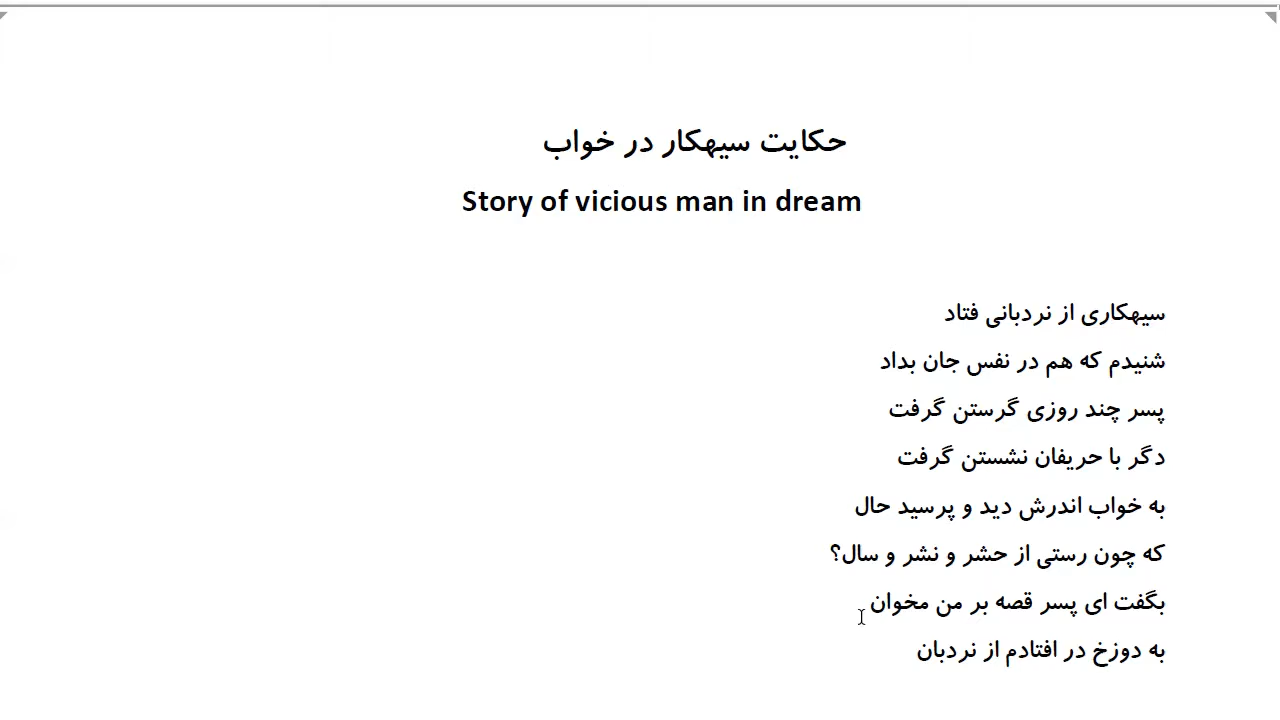 حکایت سیهکار در خواب
Story of vicious man in dream
سیهکاری از نردبانی فتاد
شنیدم که هم در نفس جان بداد
پسر چند روزی گرستن گرفت
دگر با حریفان نشستن گرفت
به خواب اندرش دید و پرسید حال
که چون رستی از حشر و نشر و سال؟
بگفت ای پسر قصه بر من مخوان
به دوزخ در افتادم از نردبان